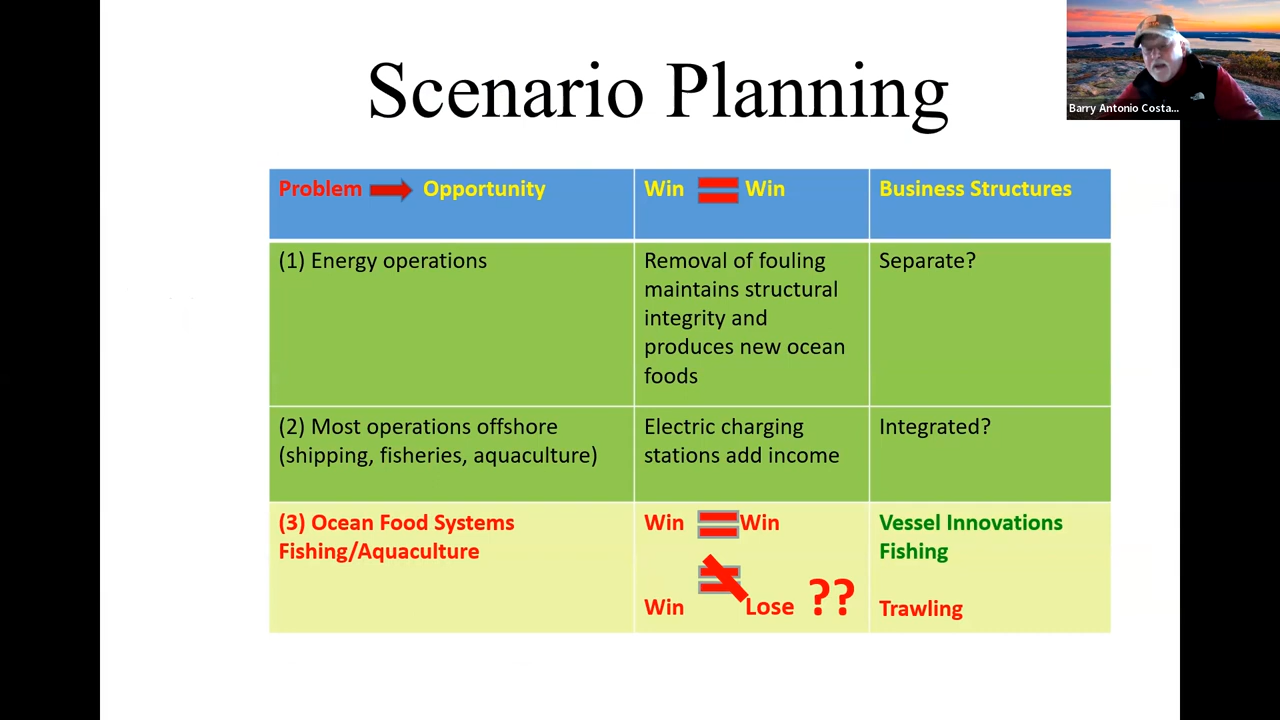 Scenario Planning
Barry Antonio Costa...
Problem Opportunity
Win Win
Business Structures
(1) Energy operations
Removal of fouling
maintains structural
integrity and
produces new ocean
foods
Separate?
(2) Most operations offshore
(shipping, fisheries, aquaculture)
Electric charging
stations add income
Integrated?
(3) Ocean Food Systems
Fishing/Aquaculture
Win Win
Win Lose ??
Vessel Innovations
Fishing
Trawling